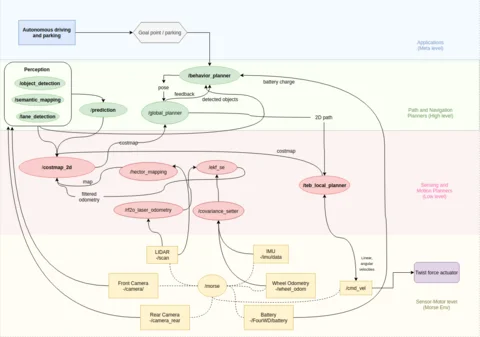 Autonomous driving
and parking
Goal point / parking
Applications
(Meta level)
Perception
/object_detection
/semantic_mapping
/lane_detection
/prediction
/behavior_planner
battery charge
pose
feedback
detected objects
/global_planner
2D path
Path and Navigation
Planners (High level)
costmap
costmap
/costmap_2d
map
filtered
odometry
/hector_mapping
/ekf_se
/teb_local_planner
/rf2o_laser_odometry
/covariance_setter
Sensing and
Motion Planners
(Low level)
LIDAR
-/scan
IMU
-/imu/data
Linear,
angular
velocities
Front Camera
-/camera/
/morse
Wheel Odometry
-/wheel_odom
/cmd_vel
Twist force actuator
Rear Camera
-/camera_rear
Battery
-/FourWD/battery
Sensor-Motor level
(Morse Env)